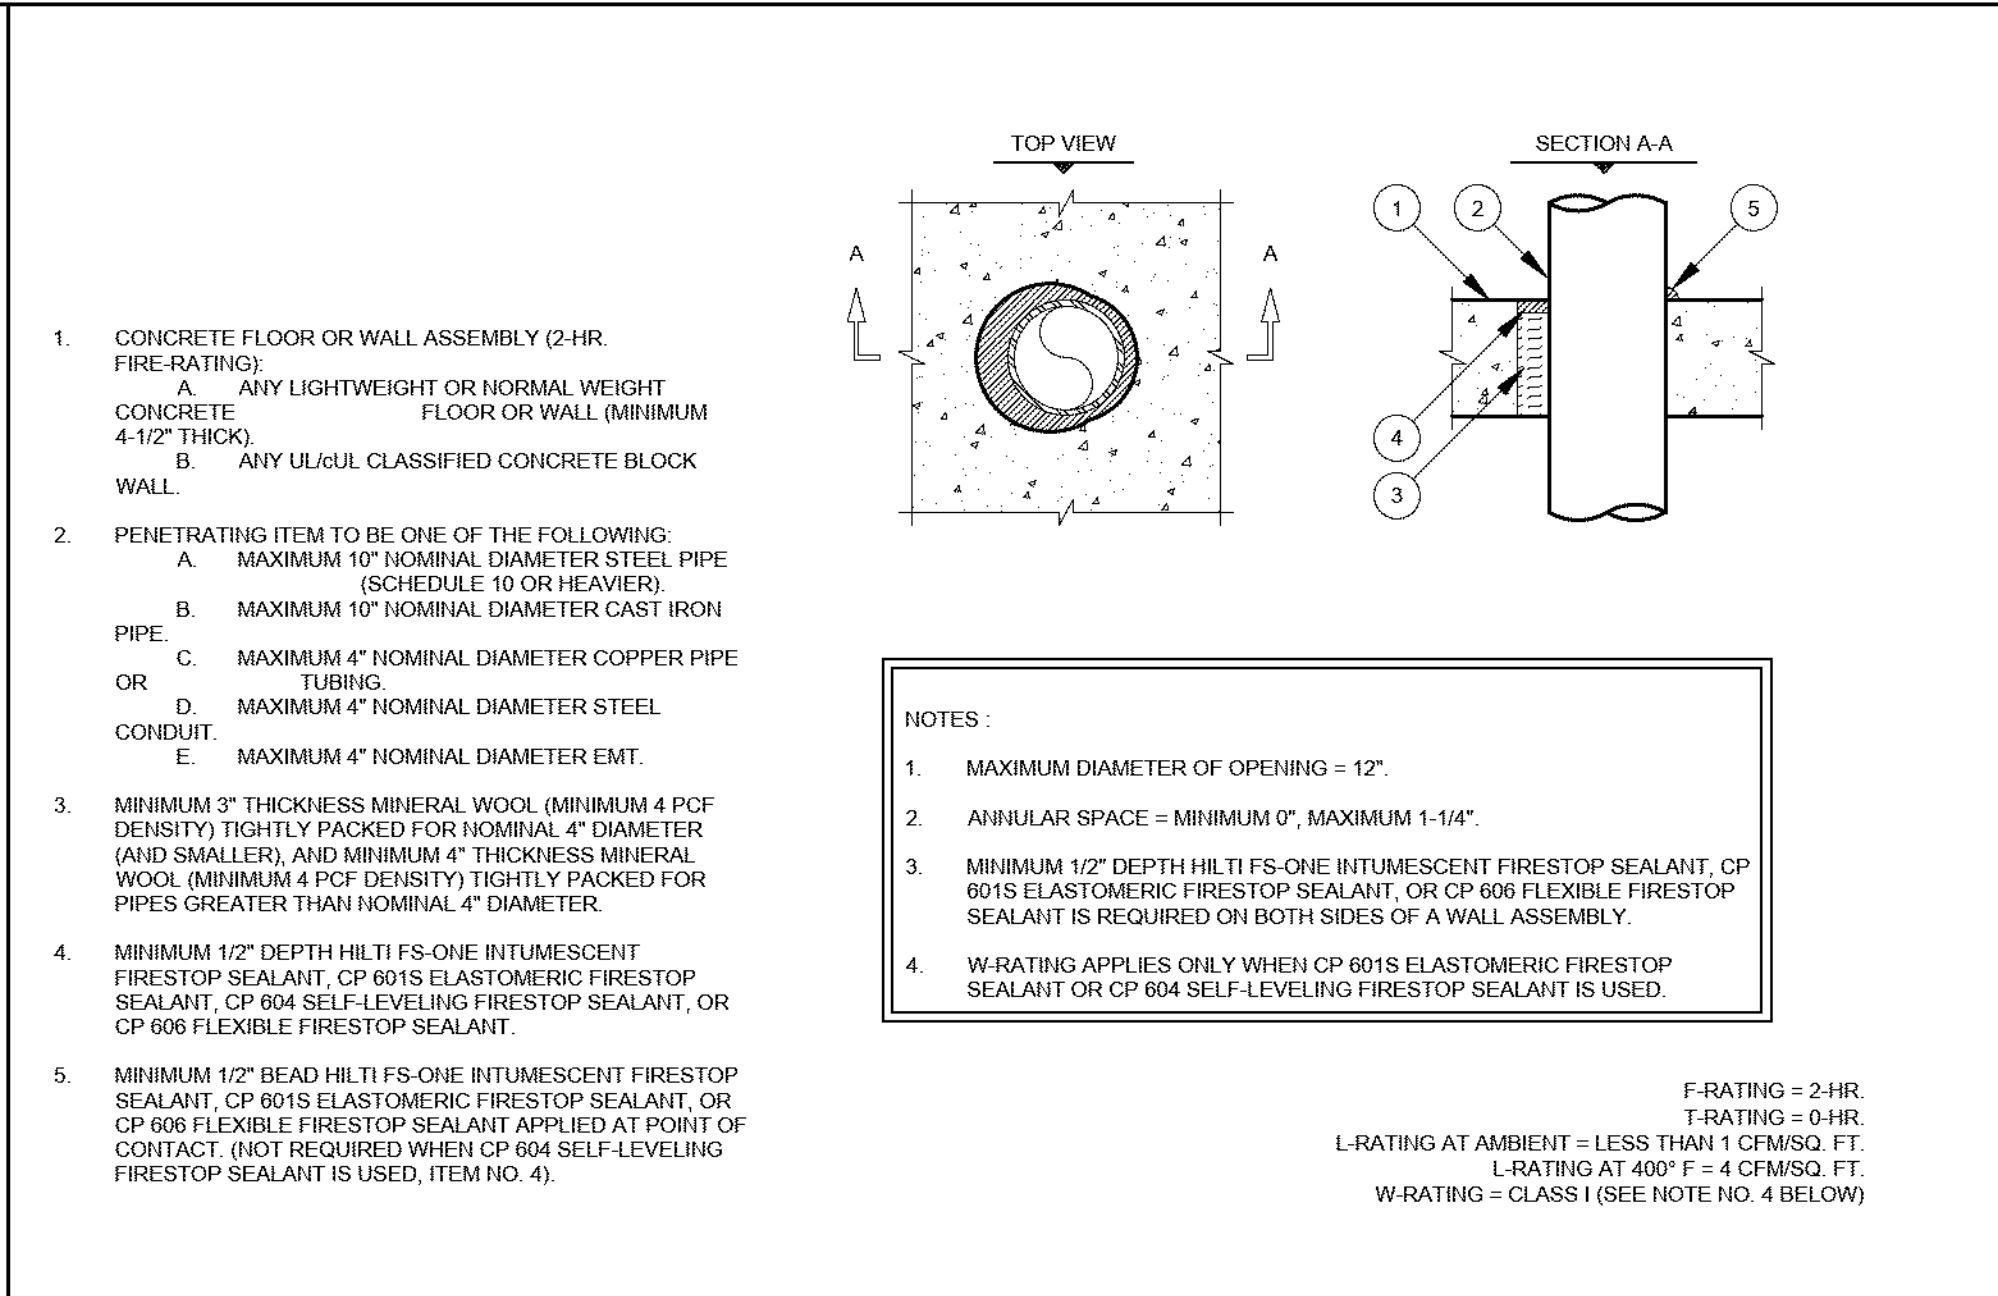 TOP VIEW
SECTION A-A
1
2
5
A
A
4
3
1. CONCRETE FLOOR OR WALL ASSEMBLY (2-HR.
FIRE-RATING):
A. ANY LIGHTWEIGHT OR NORMAL WEIGHT
CONCRETE FLOOR OR WALL (MINIMUM
4-1/2" THICK).
B. ANY UL/cUL CLASSIFIED CONCRETE BLOCK
WALL.
2. PENETRATING ITEM TO BE ONE OF THE FOLLOWING:
A. MAXIMUM 10" NOMINAL DIAMETER STEEL PIPE
(SCHEDULE 10 OR HEAVIER).
B. MAXIMUM 10" NOMINAL DIAMETER CAST IRON
PIPE.
C. MAXIMUM 4" NOMINAL DIAMETER COPPER PIPE
OR TUBING.
D. MAXIMUM 4" NOMINAL DIAMETER STEEL
CONDUIT.
E. MAXIMUM 4" NOMINAL DIAMETER EMT.
3. MINIMUM 3" THICKNESS MINERAL WOOL (MINIMUM 4 PCF
DENSITY) TIGHTLY PACKED FOR NOMINAL 4" DIAMETER
(AND SMALLER), AND MINIMUM 4" THICKNESS MINERAL
WOOL (MINIMUM 4 PCF DENSITY) TIGHTLY PACKED FOR
PIPES GREATER THAN NOMINAL 4" DIAMETER.
4. MINIMUM 1/2" DEPTH HILTI FS-ONE INTUMESCENT
FIRESTOP SEALANT, CP 601S ELASTOMERIC FIRESTOP
SEALANT, CP 604 SELF-LEVELING FIRESTOP SEALANT, OR
CP 606 FLEXIBLE FIRESTOP SEALANT.
5. MINIMUM 1/2" BEAD HILTI FS-ONE INTUMESCENT FIRESTOP
SEALANT, CP 601S ELASTOMERIC FIRESTOP SEALANT, OR
CP 606 FLEXIBLE FIRESTOP SEALANT APPLIED AT POINT OF
CONTACT. (NOT REQUIRED WHEN CP 604 SELF-LEVELING
FIRESTOP SEALANT IS USED, ITEM NO. 4).
NOTES :
1. MAXIMUM DIAMETER OF OPENING = 12".
2. ANNULAR SPACE = MINIMUM 0", MAXIMUM 1-1/4".
3. MINIMUM 1/2" DEPTH HILTI FS-ONE INTUMESCENT FIRESTOP SEALANT, CP
601S ELASTOMERIC FIRESTOP SEALANT, OR CP 606 FLEXIBLE FIRESTOP
SEALANT IS REQUIRED ON BOTH SIDES OF A WALL ASSEMBLY.
4. W-RATING APPLIES ONLY WHEN CP 601S ELASTOMERIC FIRESTOP
SEALANT OR CP 604 SELF-LEVELING FIRESTOP SEALANT IS USED.
F-RATING = 2-HR.
T-RATING = 0-HR.
L-RATING AT AMBIENT = LESS THAN 1 CFM/SQ. FT.
L-RATING AT 400° F = 4 CFM/SQ. FT.
W-RATING = CLASS I (SEE NOTE NO. 4 BELOW)